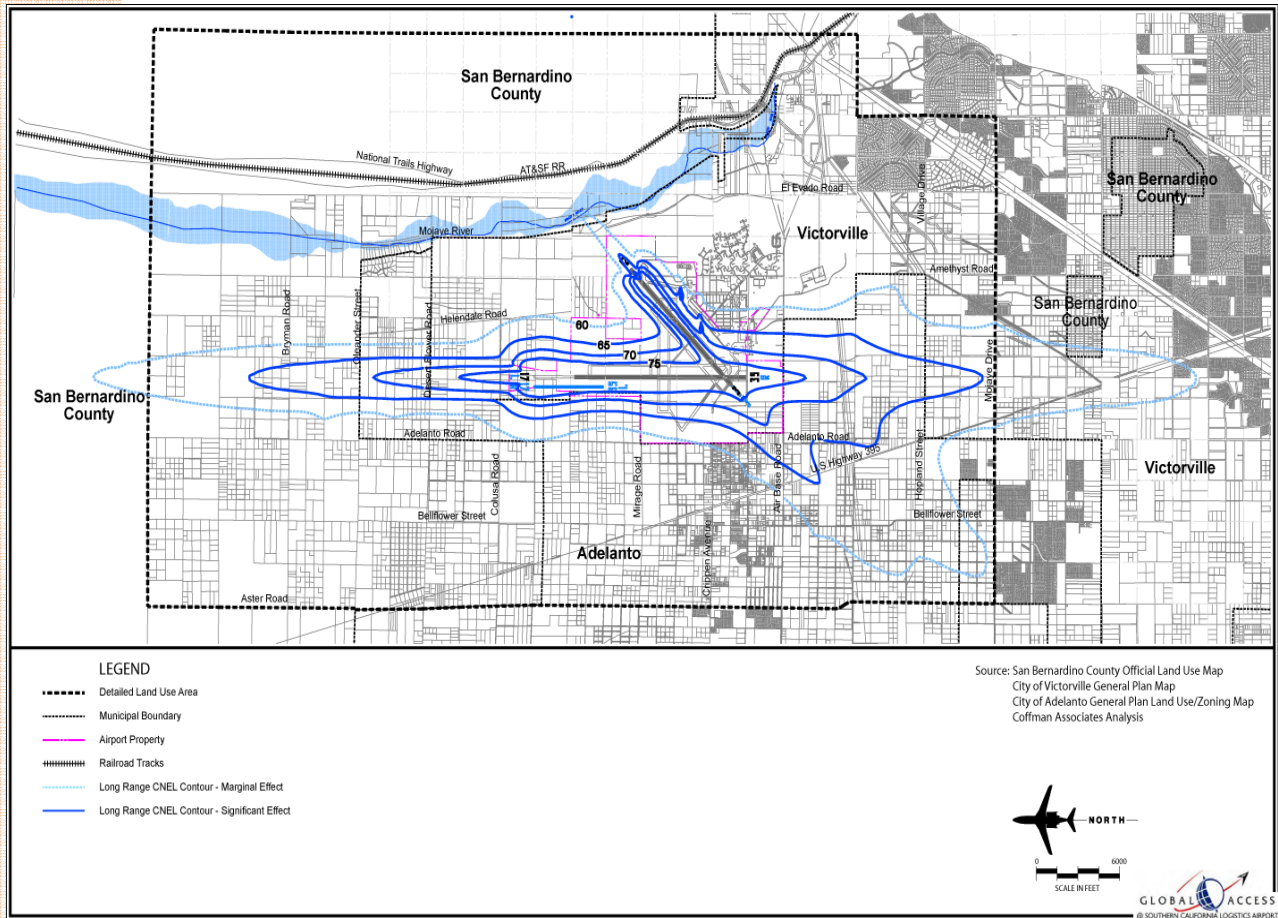 San Bernardino
County
National Trails Highway
AT&SF RR
San Bernardino
County
El Evado Road
Village Drive
Mojave River
Victorville
Amethyst Road
San Bernardino
County
Bryman Road
Oleander Street
Desert Flower Road
Helendale Road
60
65
70
75
17
35
17
35
Mojave Drive
San Bernardino
County
Adelanto Road
Adelanto Road
U.S. Highway 395
Colusa Road
Mirage Road
Air Base Road
Hopland Street
Victorville
Bellflower Street
Bellflower Street
Adelanto
Crippen Avenue
Aster Road
LEGEND
Detailed Land Use Area
Municipal Boundary
Airport Property
Railroad Tracks
Long Range CNEL Contour - Marginal Effect
Long Range CNEL Contour - Significant Effect
Source: San Bernardino County Official Land Use Map
City of Victorville General Plan Map
City of Adelanto General Plan Land Use/Zoning Map
Coffman Associates Analysis
NORTH
0 6000
SCALE IN FEET
GLOBAL ACCESS
@ SOUTHERN CALIFORNIA LOGISTICS AIRPORT